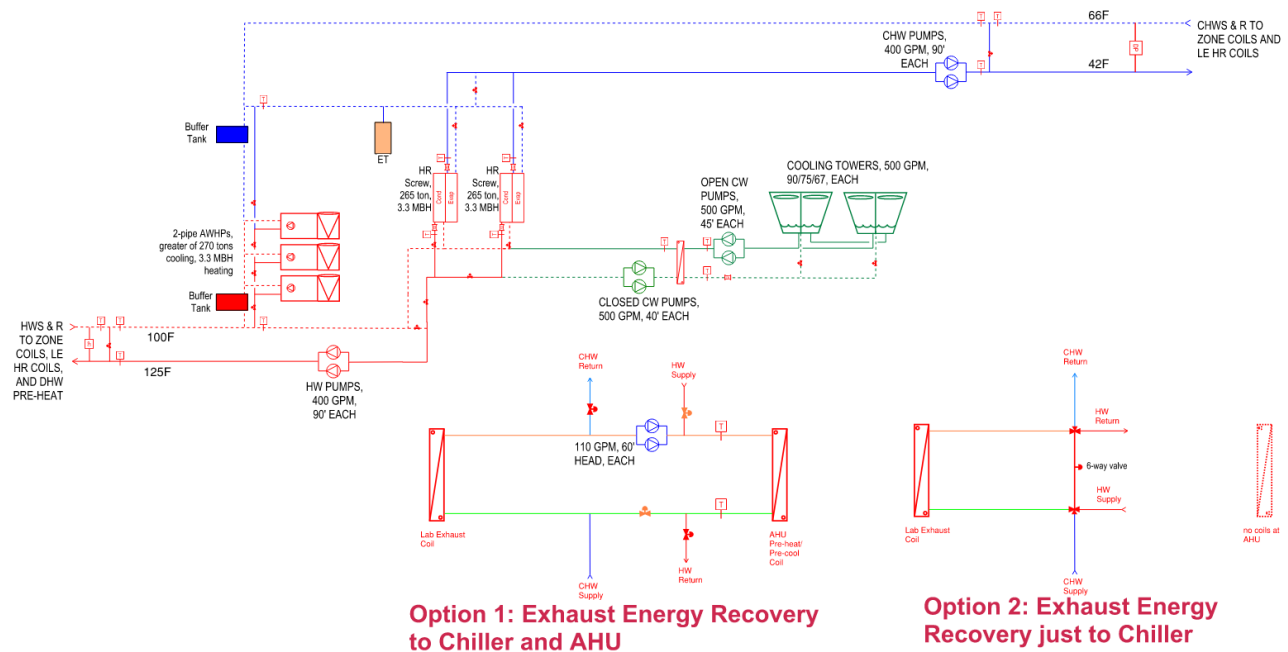 66F
CHWS & R TO
ZONE COILS AND
LE HR COILS
CHW PUMPS,
400 GPM, 90'
EACH
42F
T
T
T
DP
Buffer
Tank
T
ET
HR
Screw,
265 ton,
3.3 MBH
Cond
Evap
T
T
HR
Screw,
265 ton,
3.3 MBH
Cond
Evap
T
T
OPEN CW
PUMPS,
500 GPM,
45' EACH
COOLING TOWERS, 500 GPM,
90/75/67, EACH
2-pipe AWHPs,
greater of 270 tons
cooling, 3.3 MBH
heating
Buffer
Tank
T
T
CLOSED CW PUMPS,
500 GPM, 40' EACH
HWS & R
TO ZONE
COILS, LE
HR COILS,
AND DHW
PRE-HEAT
T
T
T
T
100F
125F
HW PUMPS,
400 GPM,
90' EACH
CHW
Return
HW
Supply
110 GPM, 60'
HEAD, EACH
T
T
Lab Exhaust
Coil
HW
Return
CHW
Supply
AHU
Pre-heat/
Pre-cool
Coil
Option 1: Exhaust Energy Recovery
to Chiller and AHU
CHW
Return
HW
Return
6-way valve
HW
Supply
Lab Exhaust
Coil
no coils at
AHU
CHW
Supply
Option 2: Exhaust Energy
Recovery just to Chiller